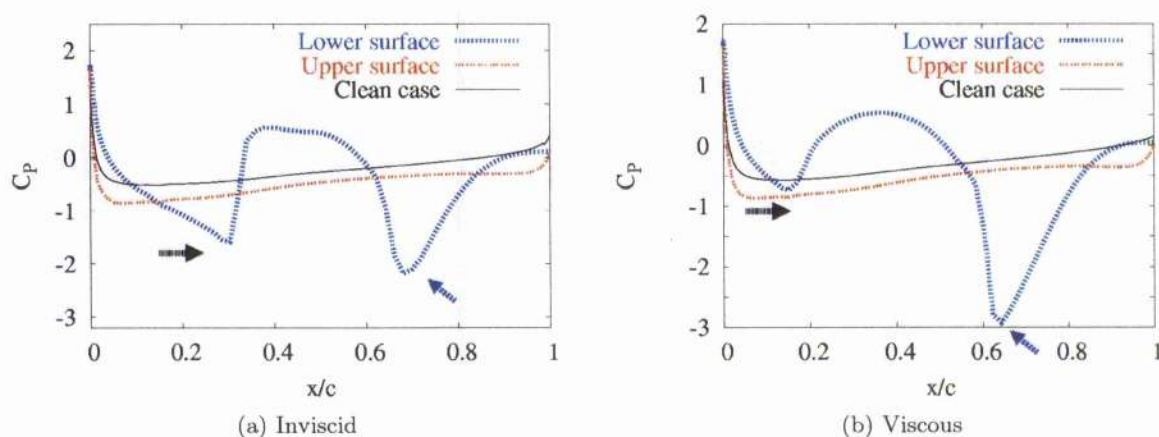 Lower surface
Upper surface
Clean case
2
1
0
-1
-2
-3
C_P
0 0.2 0.4 0.6 0.8 1
x/c
(a) Inviscid
Lower surface
Upper surface
Clean case
2
1
0
-1
-2
-3
C_P
0 0.2 0.4 0.6 0.8 1
x/c
(b) Viscous